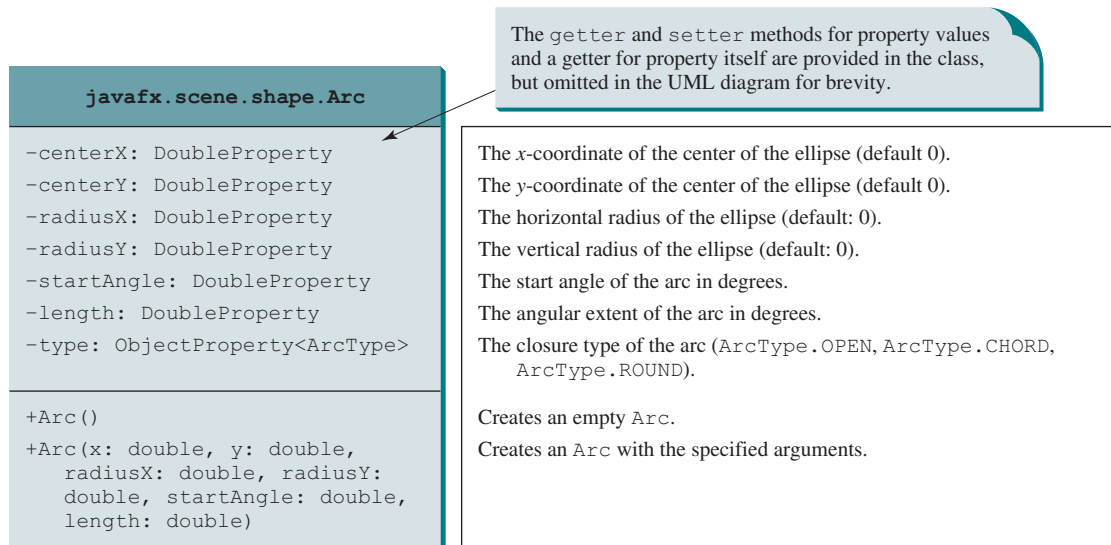 The getter and setter methods for property values
and a getter for property itself are provided in the class,
but omitted in the UML diagram for brevity.
javafx.scene.shape.Arc
-centerX: DoubleProperty
The x-coordinate of the center of the ellipse (default 0).
-centerY: DoubleProperty
The y-coordinate of the center of the ellipse (default 0).
-radiusX: DoubleProperty
The horizontal radius of the ellipse (default: 0).
-radiusY: DoubleProperty
The vertical radius of the ellipse (default: 0).
-startAngle: DoubleProperty
The start angle of the arc in degrees.
-length: DoubleProperty
The angular extent of the arc in degrees.
-type: ObjectProperty<ArcType>
The closure type of the arc (ArcType.OPEN, ArcType.CHORD,
ArcType.ROUND).
+Arc()
Creates an empty Arc.
+Arc(x: double, y: double,
Creates an Arc with the specified arguments.
radiusX: double, radiusY:
double, startAngle: double,
length: double)